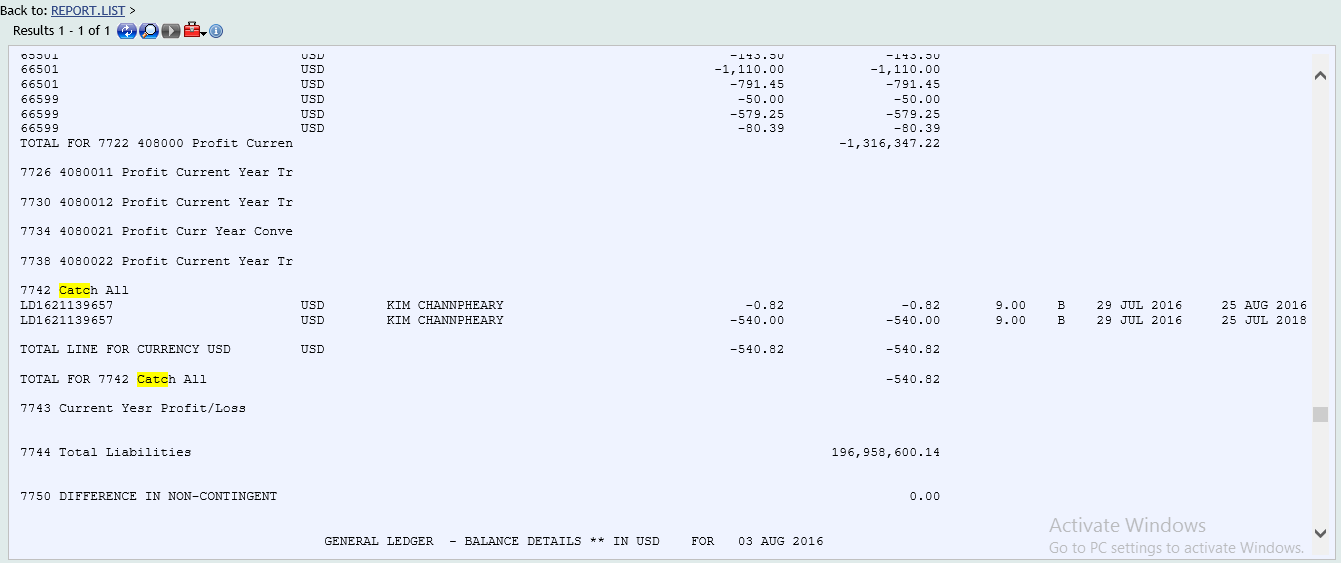 Back to: REPORT.LIST >
Results 1 - 1 of 1
65501 USD -143.50 -143.50
66501 USD -1,110.00 -1,110.00
66501 USD -791.45 -791.45
66599 USD -50.00 -50.00
66599 USD -579.25 -579.25
66599 USD -80.39 -80.39
TOTAL FOR 7722 408000 Profit Curren -1,316,347.22
7726 4080011 Profit Current Year Tr
7730 4080012 Profit Current Year Tr
7734 4080021 Profit Curr Year Conve
7738 4080022 Profit Current Year Tr
7742 Catch All
LD1621139657 USD KIM CHANNPHEARY -0.82 -0.82 9.00 B 29 JUL 2016 25 AUG 2016
LD1621139657 USD KIM CHANNPHEARY -540.00 -540.00 9.00 B 29 JUL 2016 25 JUL 2018
TOTAL LINE FOR CURRENCY USD USD -540.82 -540.82
TOTAL FOR 7742 Catch All -540.82
7743 Current Yesr Profit/Loss
7744 Total Liabilities 196,958,600.14
7750 DIFFERENCE IN NON-CONTINGENT 0.00
Activate Windows
GENERAL LEDGER - BALANCE DETAILS ** IN USD FOR 03 AUG 2016
Go to PC settings to activate Windows.